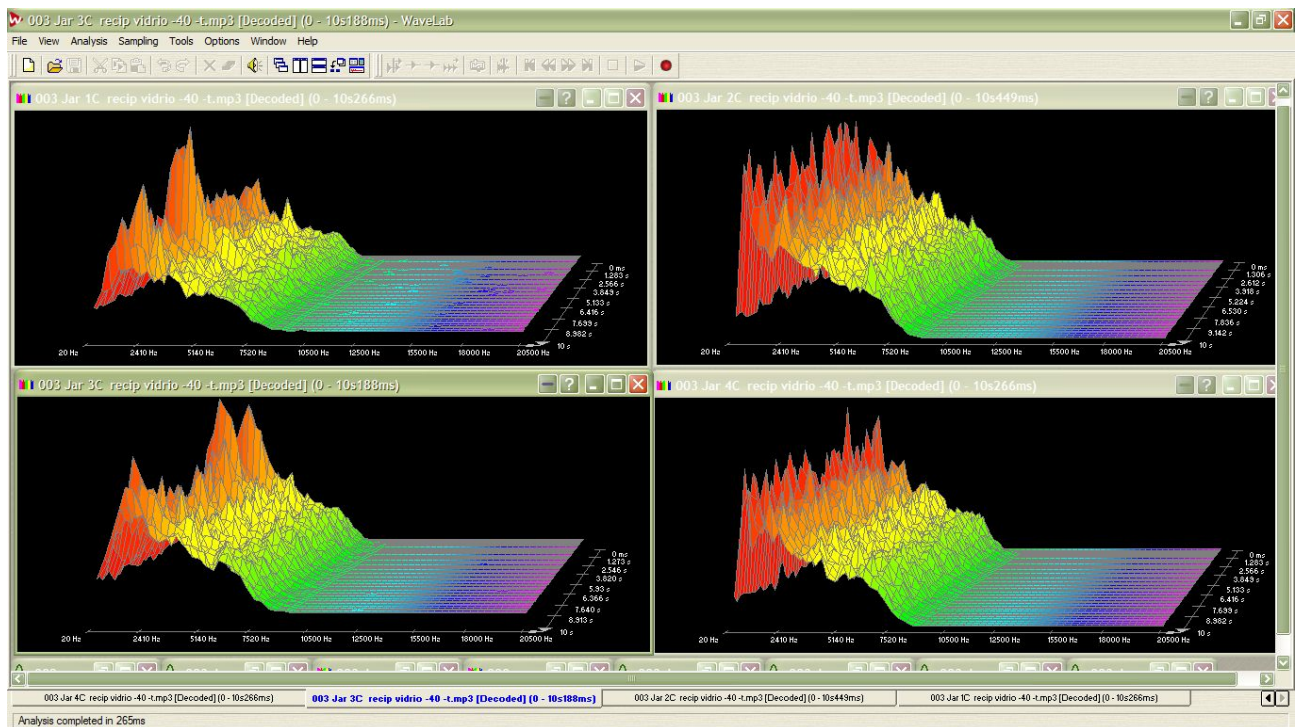 003 Jar 3C recip vidrio -40 -t.mp3 [Decoded] (0 - 10s188ms) - WaveLab
File View Analysis Sampling Tools Options Window Help
003 Jar 1C recip vidrio -40 -t.mp3 [Decoded] (0 - 10s266ms)
0 ms
1.283 s
2.566 s
3.849 s
5.133 s
6.416 s
7.699 s
8.982 s
10 s
20 Hz 2410 Hz 5140 Hz 7520 Hz 10500 Hz 12500 Hz 15500 Hz 18000 Hz 20500 Hz
003 Jar 2C recip vidrio -40 -t.mp3 [Decoded] (0 - 10s449ms)
0 ms
1.306 s
2.612 s
3.918 s
5.224 s
6.530 s
7.836 s
9.142 s
10 s
20 Hz 2410 Hz 5140 Hz 7520 Hz 10500 Hz 12500 Hz 15500 Hz 18000 Hz 20500 Hz
003 Jar 3C recip vidrio -40 -t.mp3 [Decoded] (0 - 10s188ms)
0 ms
1.273 s
2.546 s
3.820 s
5.93 s
6.366 s
7.640 s
8.913 s
10 s
20 Hz 2410 Hz 5140 Hz 7520 Hz 10500 Hz 12500 Hz 15500 Hz 18000 Hz 20500 Hz
003 Jar 4C recip vidrio -40 -t.mp3 [Decoded] (0 - 10s266ms)
0 ms
1.283 s
2.566 s
3.849 s
5.133 s
6.416 s
7.699 s
8.982 s
10 s
20 Hz 2410 Hz 5140 Hz 7520 Hz 10500 Hz 12500 Hz 15500 Hz 18000 Hz 20500 Hz
003 Jar 4C recip vidrio -40 -t.mp3 [Decoded] (0 - 10s266ms) 003 Jar 3C recip vidrio -40 -t.mp3 [Decoded] (0 - 10s188ms) 003 Jar 2C recip vidrio -40 -t.mp3 [Decoded] (0 - 10s449ms) 003 Jar 1C recip vidrio -40 -t.mp3 [Decoded] (0 - 10s266ms)
Analysis completed in 265ms